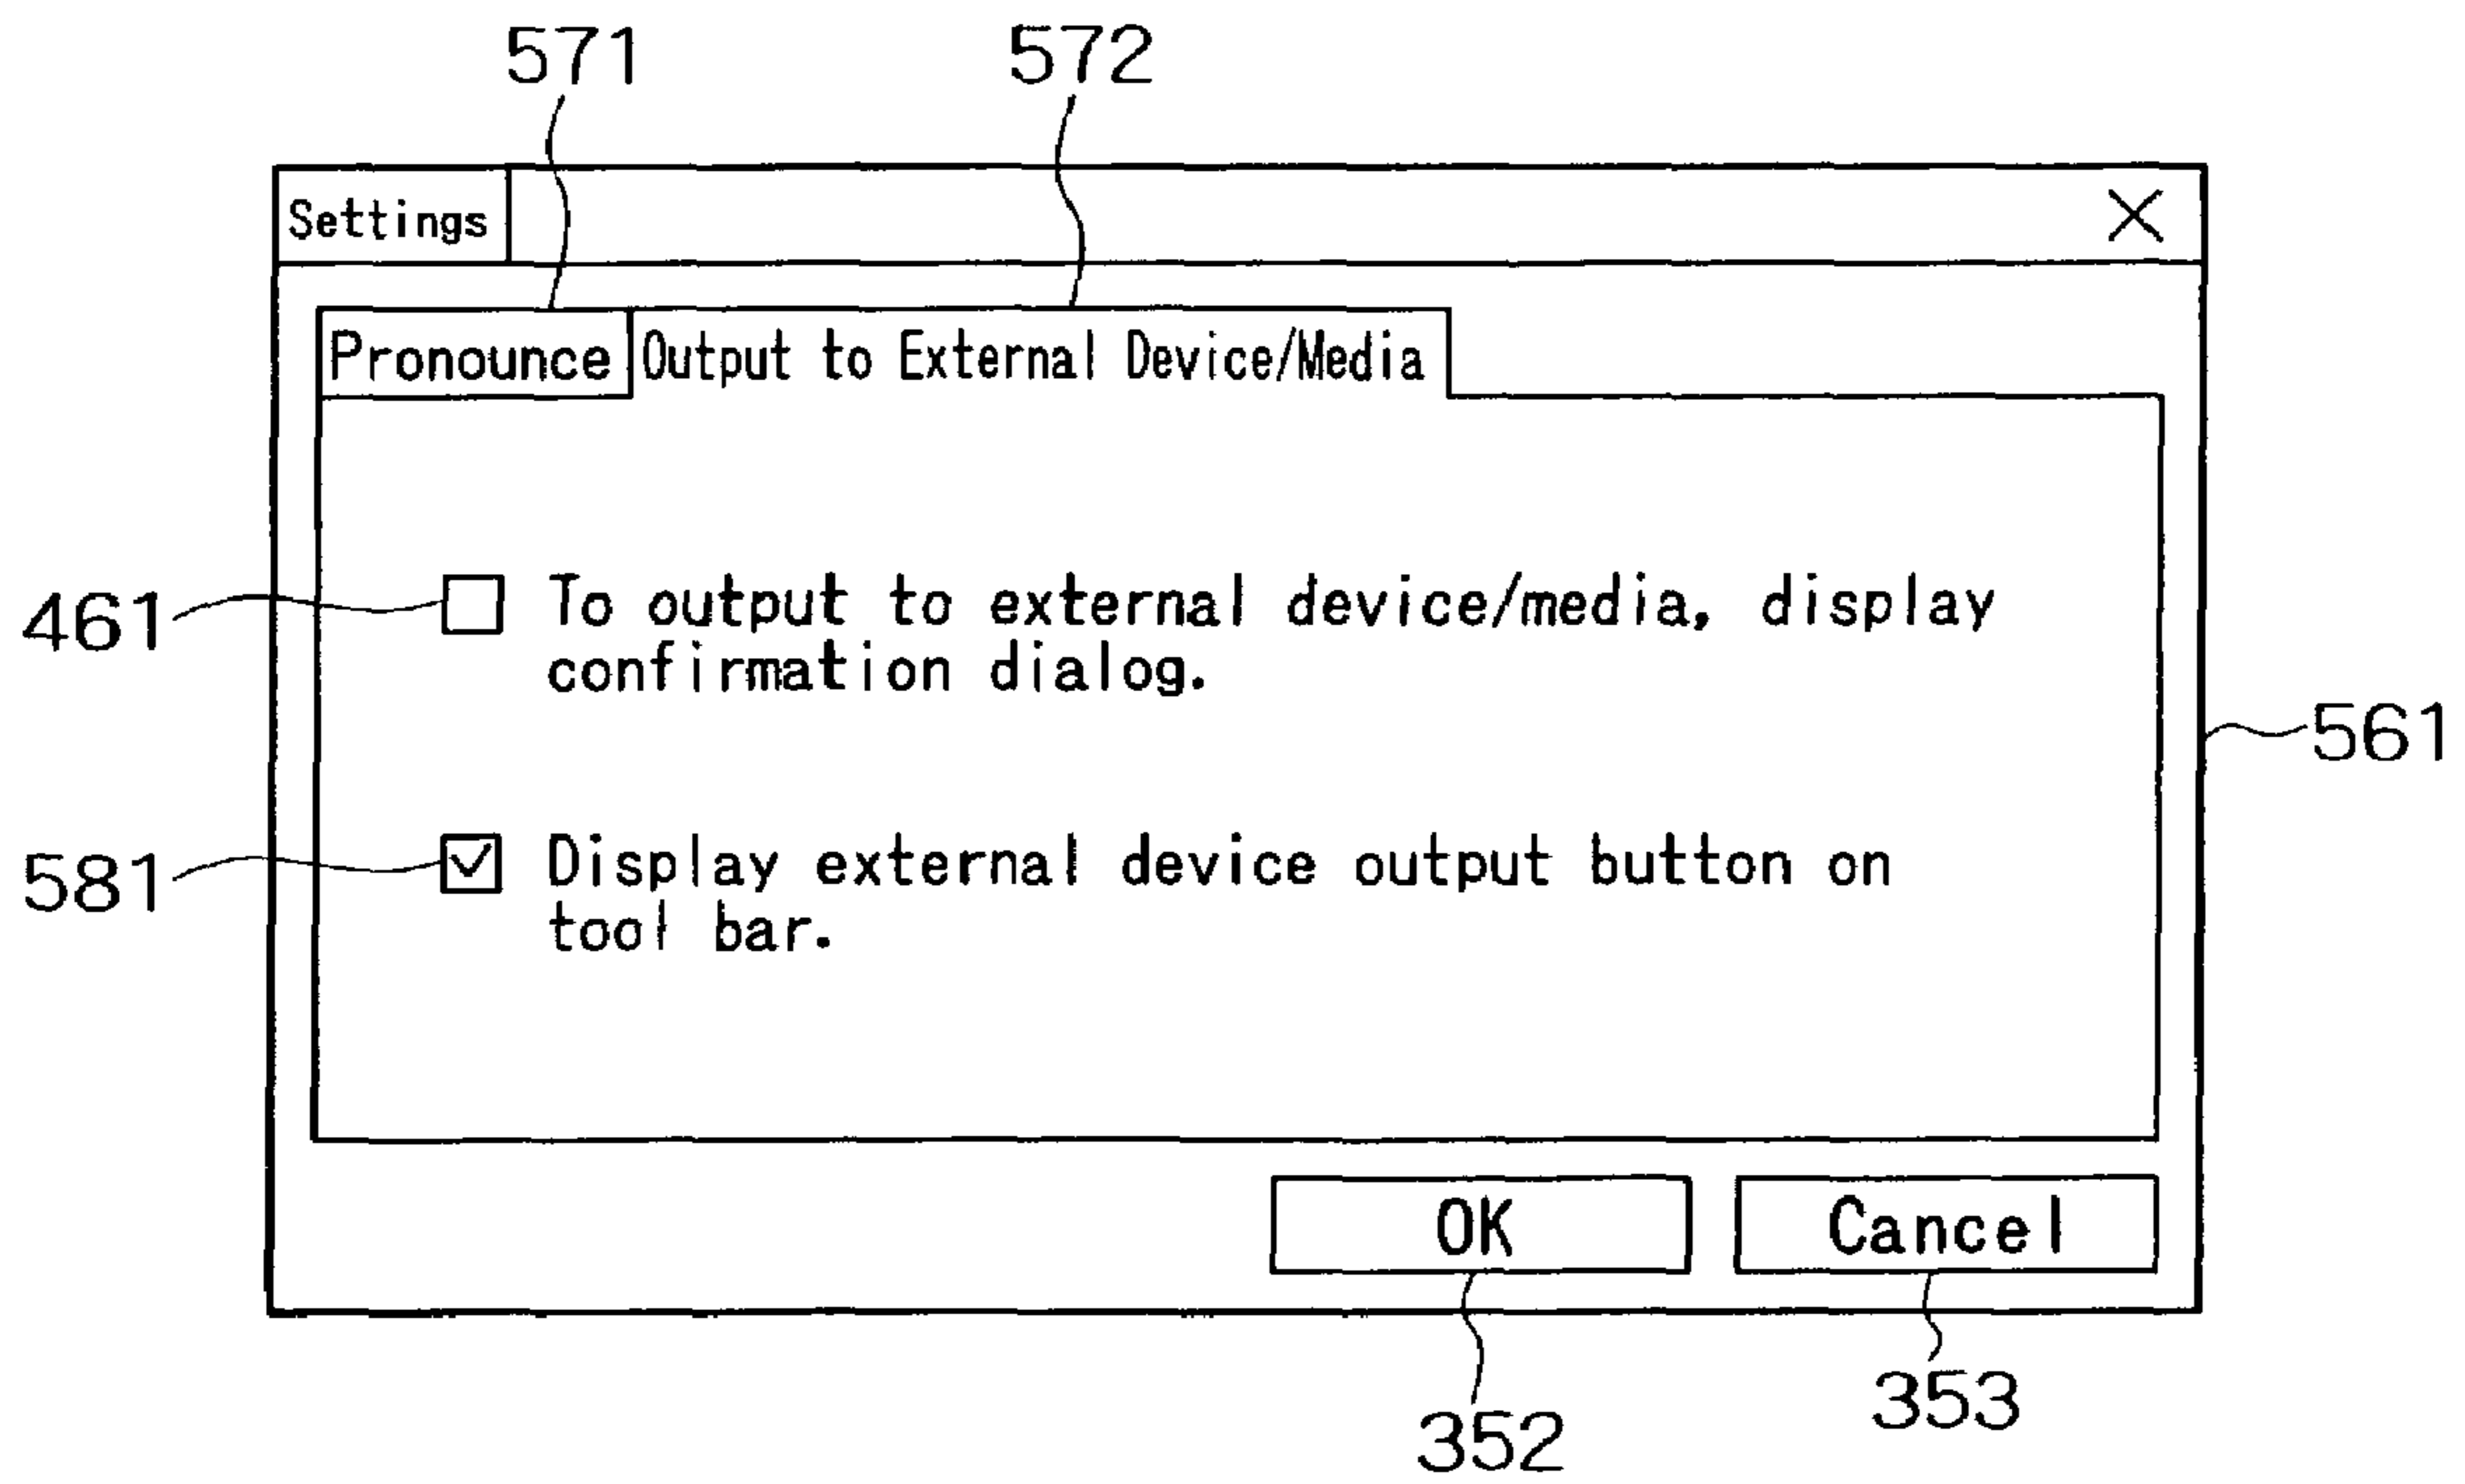 571 572
Settings
Pronounce Output to External Device/Media
461 To output to external device/media, display
confirmation dialog.
561
581 Display external device output button on
tool bar.
OK Cancel
352 353